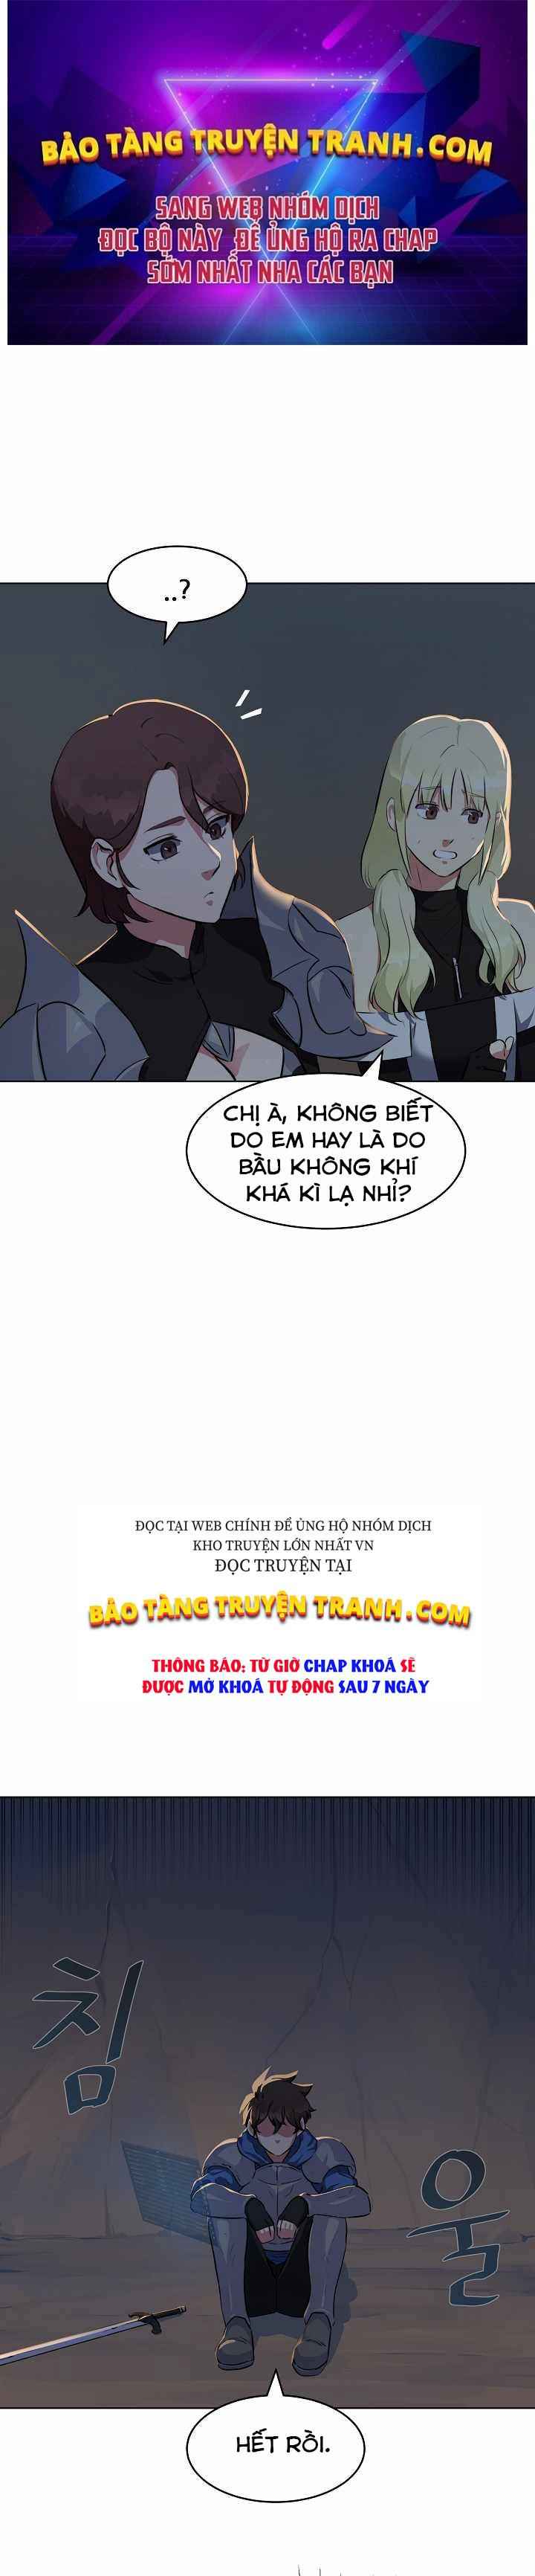 BẢO TÀNG TRUYỆN TRANH.COM
SANG WEB NHÓM DỊCH
ĐỌC BỘ NÀY ĐỂ ỦNG HỘ RA CHAP
SỚM NHẤT NHA CÁC BẠN
..?
CHỊ À, KHÔNG BIẾT
DO EM HAY LÀ DO
BẦU KHÔNG KHÍ
KHÁ KÌ LẠ NHỈ?
ĐỌC TẠI WEB CHÍNH ĐỂ ỦNG HỘ NHÓM DỊCH
KHO TRUYỆN LỚN NHẤT VN
ĐỌC TRUYỆN TẠI
BẢO TÀNG TRUYỆN TRANH.COM
THÔNG BÁO: TỪ GIỜ CHAP KHOÁ SẼ
ĐƯỢC MỞ KHOÁ TỰ ĐỘNG SAU 7 NGÀY
침
울
HẾT RỒI.